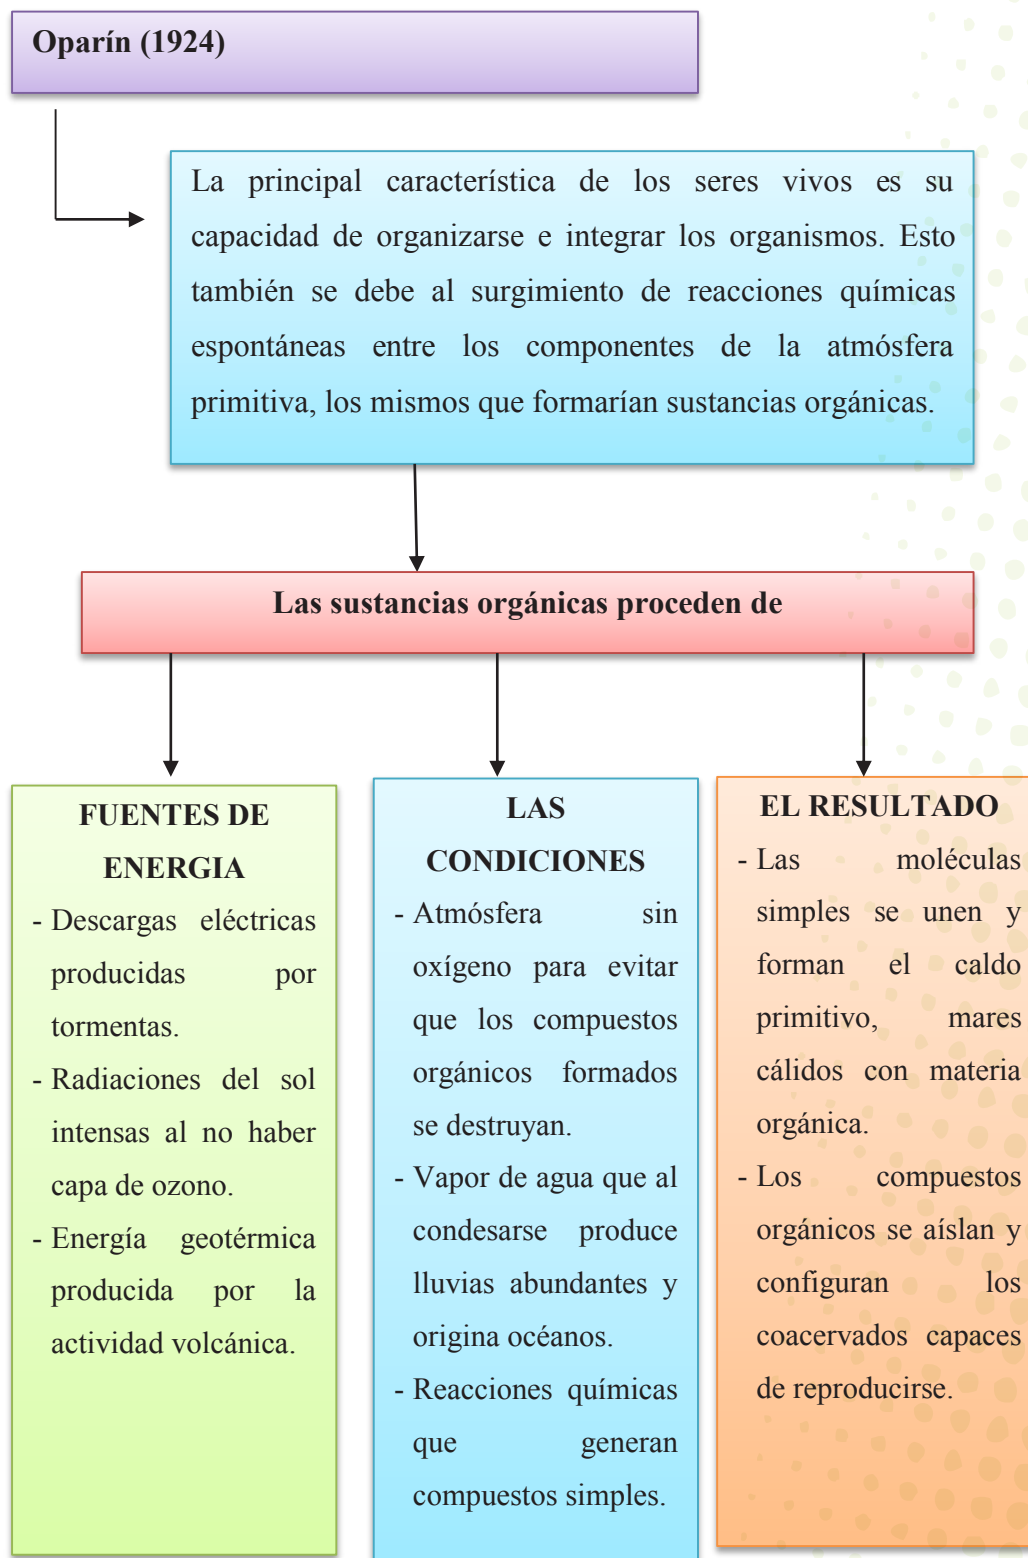 Oparín (1924)
La principal característica de los seres vivos es su
capacidad de organizarse e integrar los organismos. Esto
también se debe al surgimiento de reacciones químicas
espontáneas entre los componentes de la atmósfera
primitiva, los mismos que formarían sustancias orgánicas.
Las sustancias orgánicas proceden de
FUENTES DE
ENERGIA
- Descargas eléctricas
producidas por
tormentas.
- Radiaciones del sol
intensas al no haber
capa de ozono.
- Energía geotérmica
producida por la
actividad volcánica.
LAS
CONDICIONES
- Atmósfera sin
oxígeno para evitar
que los compuestos
orgánicos formados
se destruyan.
- Vapor de agua que al
condesarse produce
lluvias abundantes y
origina océanos.
- Reacciones químicas
que generan
compuestos simples.
EL RESULTADO
- Las moléculas
simples se unen y
forman el caldo
primitivo, mares
cálidos con materia
orgánica.
- Los compuestos
orgánicos se aíslan y
configuran los
coacervados capaces
de reproducirse.